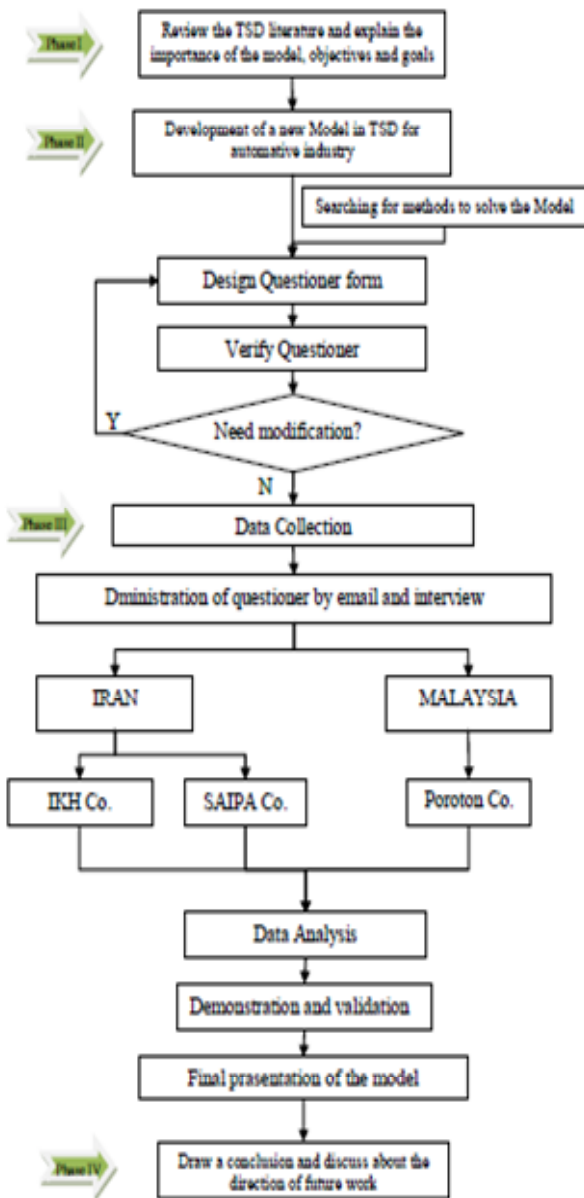 Phase I
Review the TSD literature and explain the
importance of the model, objectives and goals
Phase II
Development of a new Model in TSD for
automative industry
Searching for methods to solve the Model
Design Questioner form
Verify Questioner
Y
Need modification?
N
Phase III
Data Collection
Dministration of questioner by email and interview
IRAN
MALAYSIA
IKH Co.
SAIPA Co.
Poroton Co.
Data Analysis
Demonstration and validation
Final prasentation of the model
Phase IV
Draw a conclusion and discuss about the
direction of future work